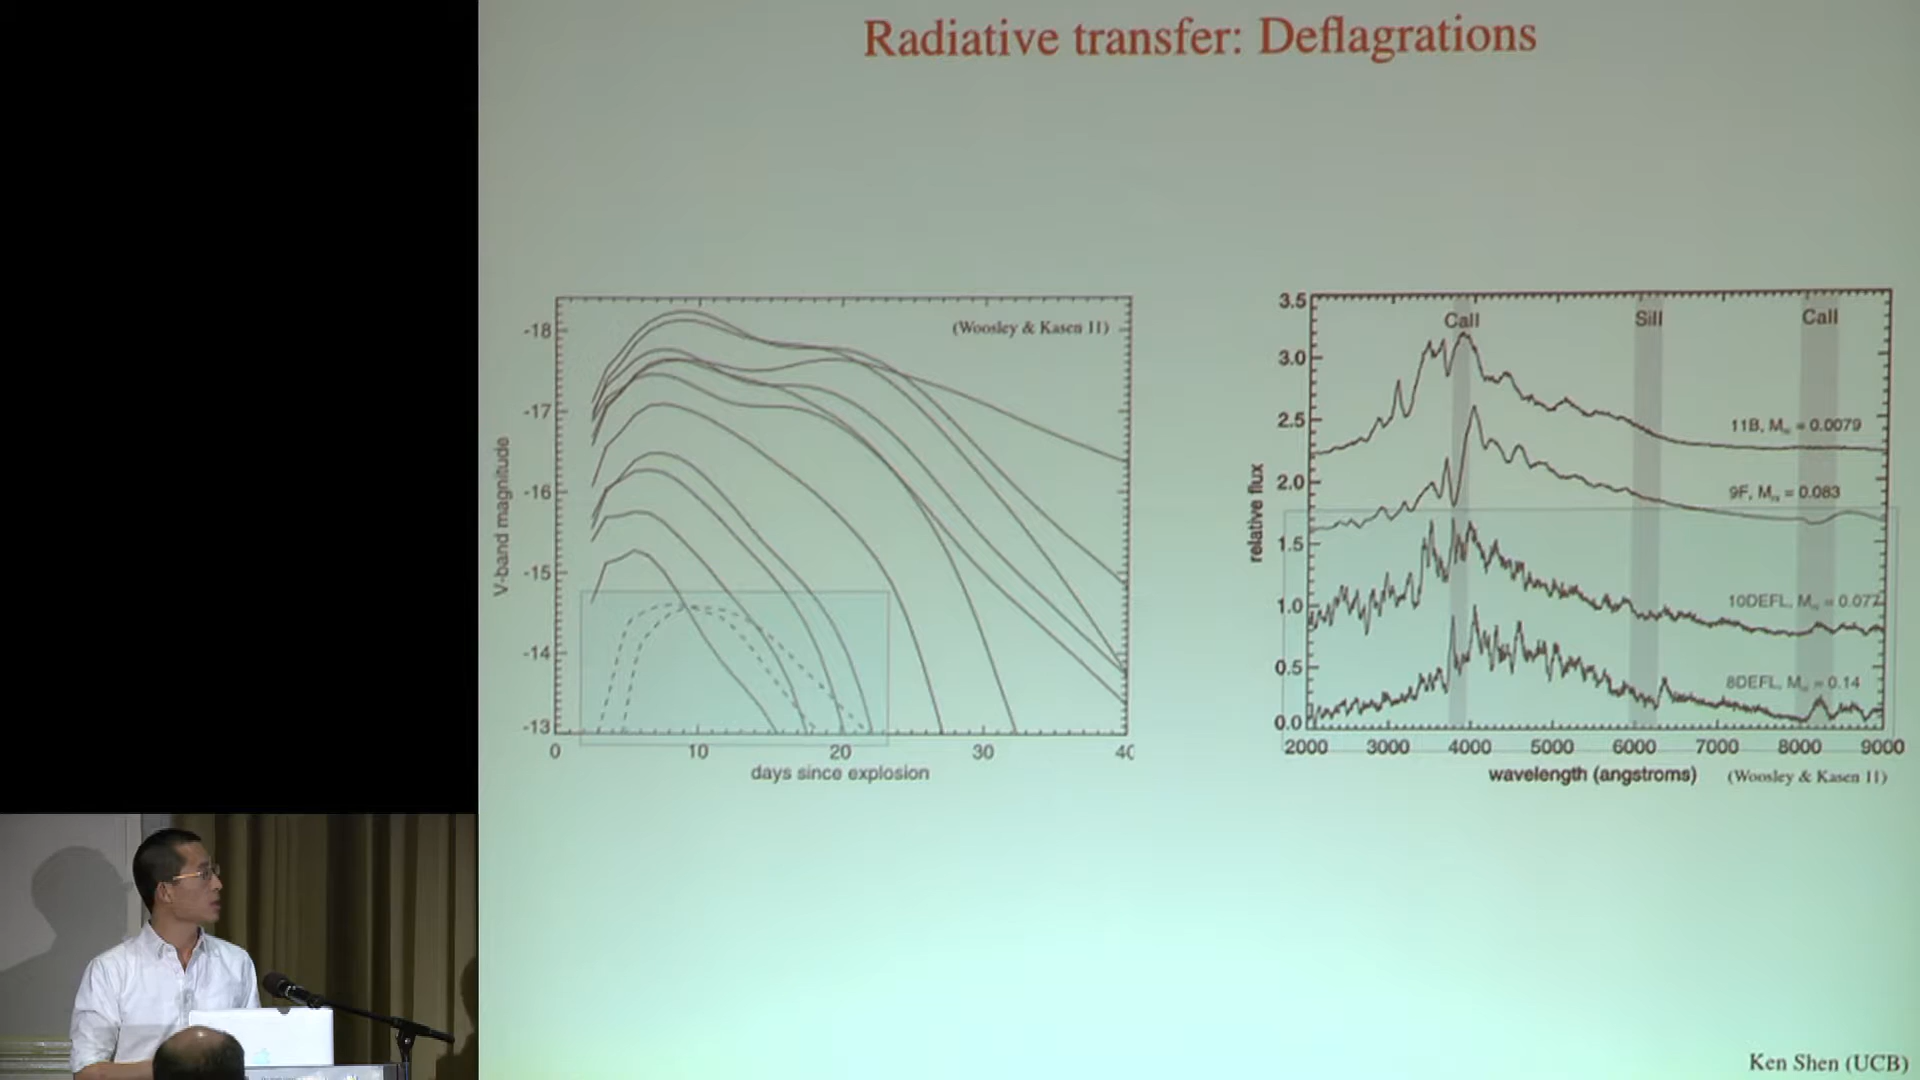 Radiative transfer: Deflagrations
(Woosley & Kasen 11)
-18
-17
-16
-15
-14
-13
V-band magnitude
0 10 20 30 40
days since explosion
3.5
3.0
2.5
2.0
1.5
1.0
0.5
0.0
relative flux
CaII SiII CaII
11B, M = 0.0079
9F, M = 0.083
10DEFL, M = 0.077
8DEFL, M = 0.14
2000 3000 4000 5000 6000 7000 8000 9000
wavelength (angstroms) (Woosley & Kasen 11)
Ken Shen (UCB)